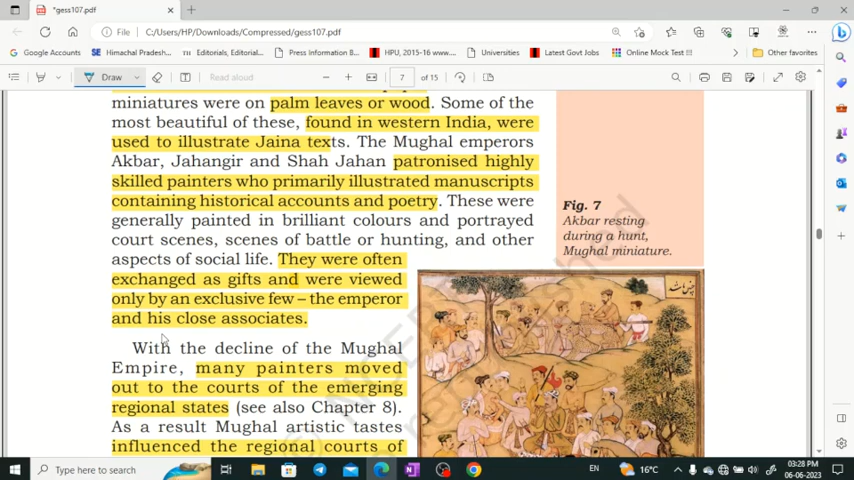 *gess107.pdf
File
C:/Users/HP/Downloads/Compressed/gess107.pdf
Google Accounts
Himachal Pradesh...
Editorials, Editorial...
Press Information B...
HPU, 2015-16 www....
Universities
Latest Govt Jobs
Online Mock Test |...
Other favorites
Draw
Read aloud
7
of 15
miniatures were on palm leaves or wood. Some of the
most beautiful of these, found in western India, were
used to illustrate Jaina texts. The Mughal emperors
Akbar, Jahangir and Shah Jahan patronised highly
skilled painters who primarily illustrated manuscripts
containing historical accounts and poetry. These were
generally painted in brilliant colours and portrayed
court scenes, scenes of battle or hunting, and other
aspects of social life. They were often
exchanged as gifts and were viewed
only by an exclusive few – the emperor
and his close associates.
With the decline of the Mughal
Empire, many painters moved
out to the courts of the emerging
regional states (see also Chapter 8).
As a result Mughal artistic tastes
influenced the regional courts of
Fig. 7
Akbar resting
during a hunt,
Mughal miniature.
Type here to search
EN
16°C
03:28 PM
06-06-2023